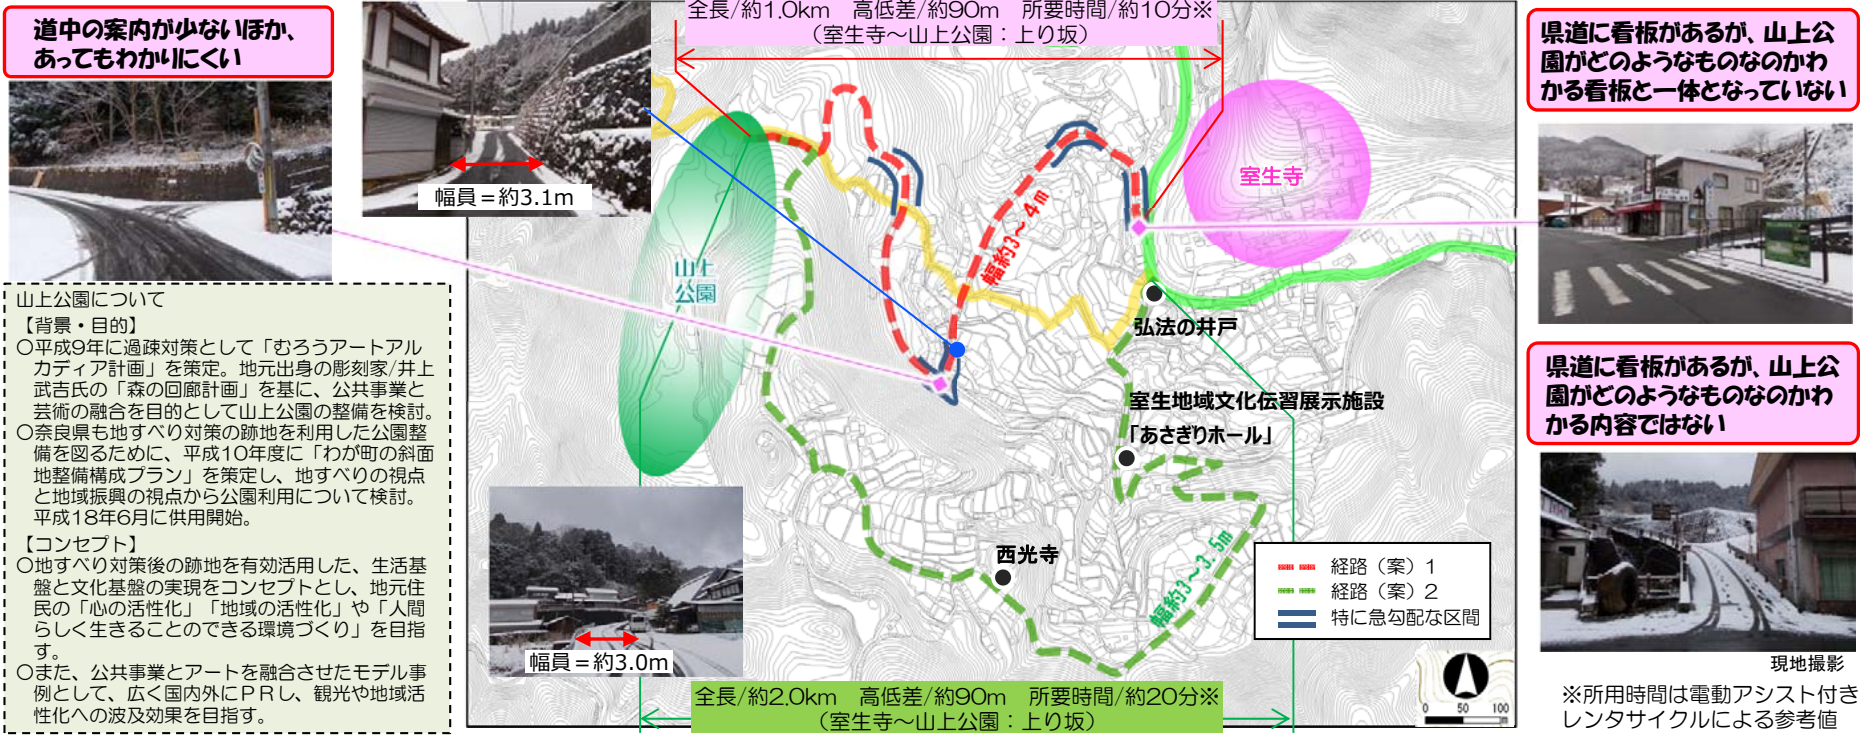 道中の案内が少ないほか、
あってもわかりにくい
幅員＝約3.1m
全長/約1.0km　高低差/約90m　所要時間/約10分※
（室生寺～山上公園：上り坂）
県道に看板があるが、山上公
園がどのようなものなのかわ
かる看板と一体となっていない
室生寺
幅約3～4m
山上
公園
弘法の井戸
室生地域文化伝習展示施設
「あさぎりホール」
西光寺
幅約3～3.5m
山上公園について
【背景・目的】
○平成9年に過疎対策として「むろうアートアル
カディア計画」を策定。地元出身の彫刻家/井上
武吉氏の「森の回廊計画」を基に、公共事業と
芸術の融合を目的として山上公園の整備を検討。
○奈良県も地すべり対策の跡地を利用した公園整
備を図るために、平成10年度に「わが町の斜面
地整備構成プラン」を策定し、地すべりの視点
と地域振興の視点から公園利用について検討。
平成18年6月に供用開始。
【コンセプト】
○地すべり対策後の跡地を有効活用した、生活基
盤と文化基盤の実現をコンセプトとし、地元住
民の「心の活性化」「地域の活性化」や「人間
らしく生きることのできる環境づくり」を目指
す。
○また、公共事業とアートを融合させたモデル事
例として、広く国内外にＰＲし、観光や地域活
性化への波及効果を目指す。
幅員＝約3.0m
全長/約2.0km　高低差/約90m　所要時間/約20分※
（室生寺～山上公園：上り坂）
経路（案）1
経路（案）2
特に急勾配な区間
0 50 100
m
県道に看板があるが、山上公
園がどのようなものなのかわ
かる内容ではない
現地撮影
※所用時間は電動アシスト付き
レンタサイクルによる参考値